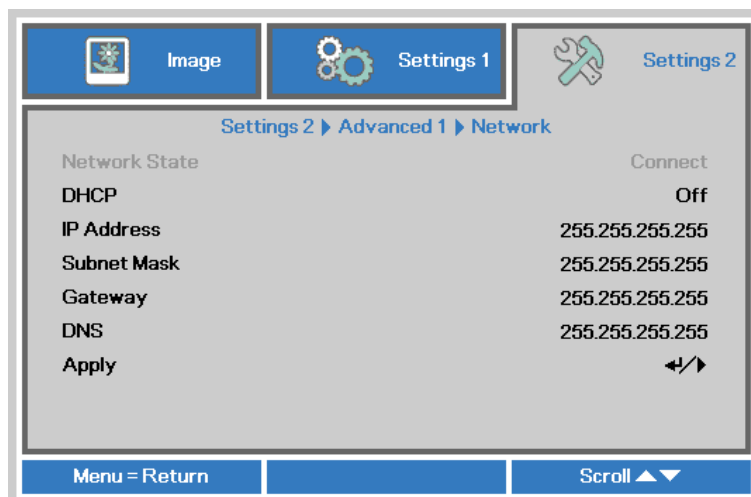 Image Settings 1 Settings 2
Settings 2 Advanced 1 Network
Network State Connect
DHCP Off
IP Address 255.255.255.255
Subnet Mask 255.255.255.255
Gateway 255.255.255.255
DNS 255.255.255.255
Apply /
Menu = Return Scroll